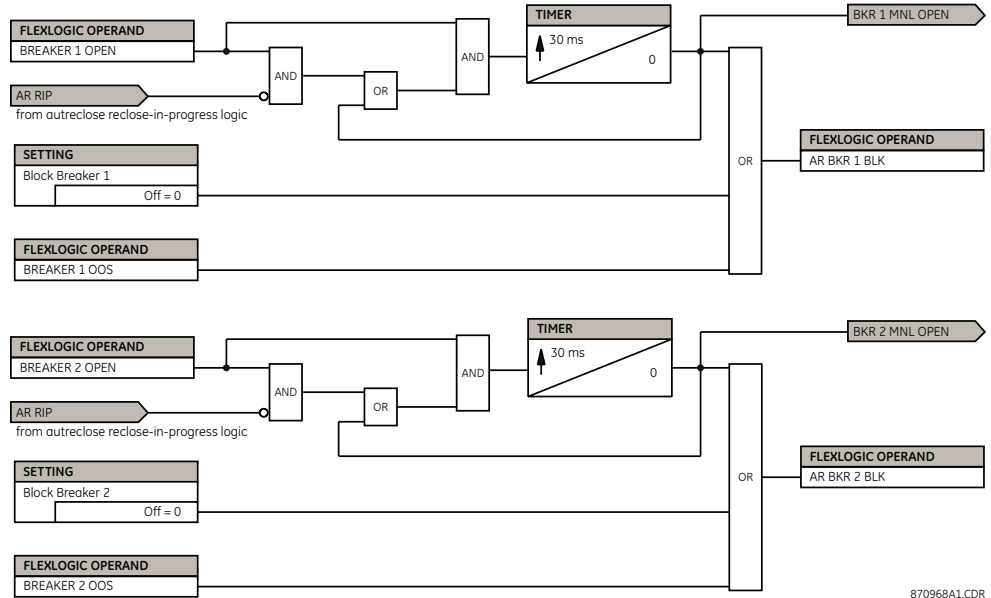 FLEXLOGIC OPERAND
BREAKER 1 OPEN
AR RIP
from autreclose reclose-in-progress logic
SETTING
Block Breaker 1
Off = 0
FLEXLOGIC OPERAND
BREAKER 1 OOS
AND
OR
AND
TIMER
30 ms
0
BKR 1 MNL OPEN
OR
FLEXLOGIC OPERAND
AR BKR 1 BLK
FLEXLOGIC OPERAND
BREAKER 2 OPEN
AR RIP
from autreclose reclose-in-progress logic
SETTING
Block Breaker 2
Off = 0
FLEXLOGIC OPERAND
BREAKER 2 OOS
AND
OR
AND
TIMER
30 ms
0
BKR 2 MNL OPEN
OR
FLEXLOGIC OPERAND
AR BKR 2 BLK
870968A1.CDR